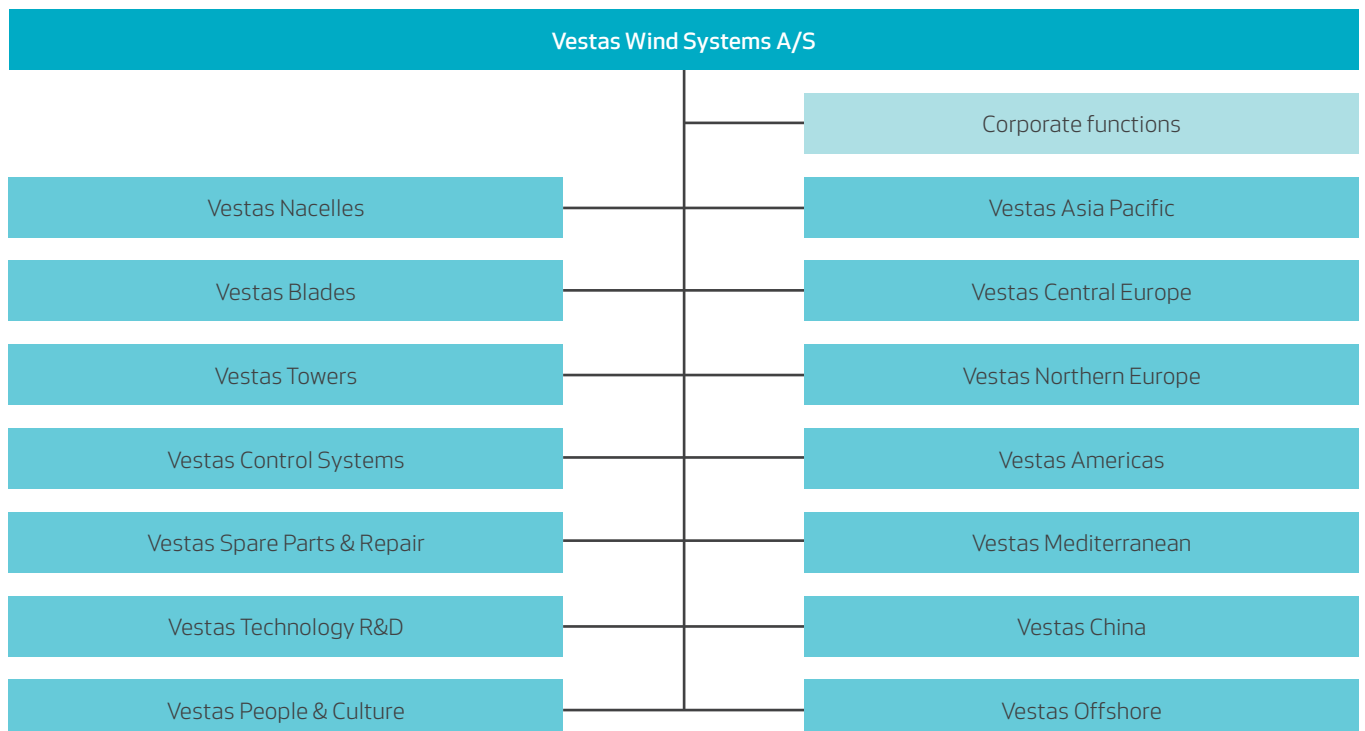 Vestas Wind Systems A/S
Corporate functions
Vestas Nacelles
Vestas Asia Pacific
Vestas Blades
Vestas Central Europe
Vestas Towers
Vestas Northern Europe
Vestas Control Systems
Vestas Americas
Vestas Spare Parts & Repair
Vestas Mediterranean
Vestas Technology R&D
Vestas China
Vestas People & Culture
Vestas Offshore